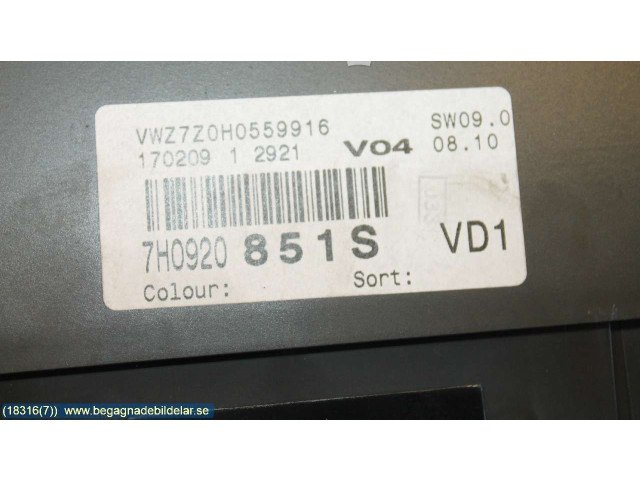 VWZ7Z0H0559916 SW09.0
170209 1 2921 V04 08.10
7H0920 851S VD1
Colour: Sort:
(18316(7)) www.begagnadebildelar.se